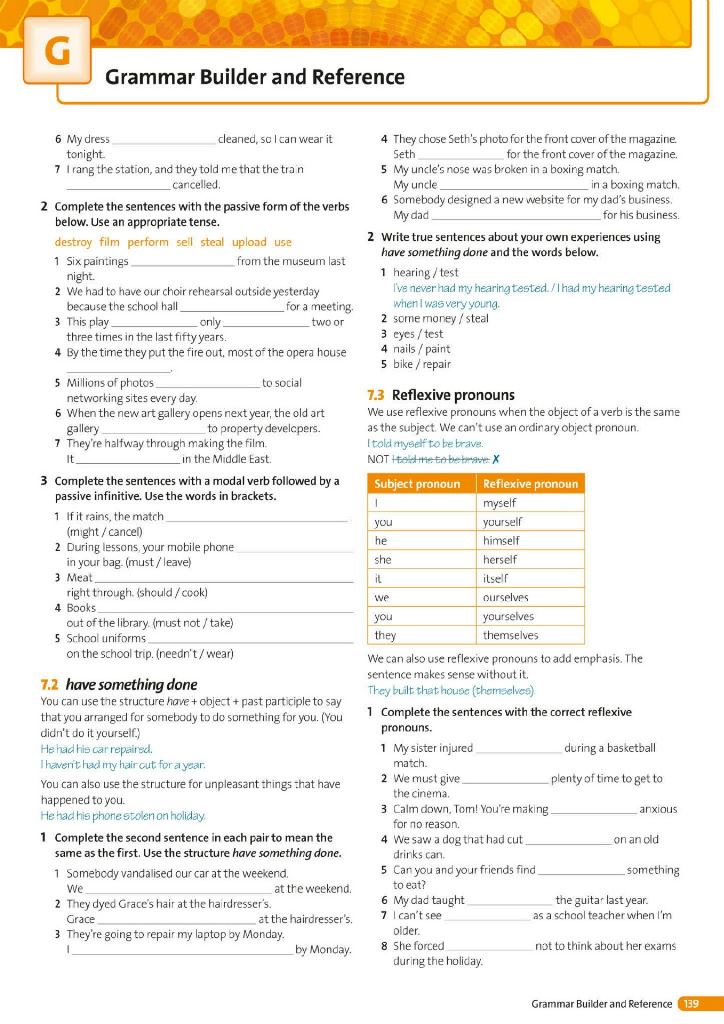 G
Grammar Builder and Reference
6 My dress ____ cleaned, so I can wear it
tonight.
7 I rang the station, and they told me that the train
____ cancelled.
2 Complete the sentences with the passive form of the verbs
below. Use an appropriate tense.
destroy film perform sell steal upload use
1 Six paintings ____ from the museum last
night.
2 We had to have our choir rehearsal outside yesterday
because the school hall ____ for a meeting.
3 This play ____ only ____ two or
three times in the last fifty years.
4 By the time they put the fire out, most of the opera house
____.
5 Millions of photos ____ to social
networking sites every day.
6 When the new art gallery opens next year, the old art
gallery ____ to property developers.
7 They're halfway through making the film.
It ____ in the Middle East.
3 Complete the sentences with a modal verb followed by a
passive infinitive. Use the words in brackets.
1 If it rains, the match ____
(might / cancel)
2 During lessons, your mobile phone ____
in your bag. (must / leave)
3 Meat ____
right through. (should / cook)
4 Books ____
out of the library. (must not / take)
5 School uniforms ____
on the school trip. (needn't / wear)
7.2 have something done
You can use the structure have + object + past participle to say
that you arranged for somebody to do something for you. (You
didn't do it yourself.)
He had his car repaired.
I haven't had my hair cut for a year.
You can also use the structure for unpleasant things that have
happened to you.
He had his phone stolen on holiday.
1 Complete the second sentence in each pair to mean the
same as the first. Use the structure have something done.
1 Somebody vandalised our car at the weekend.
We ____ at the weekend.
2 They dyed Grace's hair at the hairdresser's.
Grace ____ at the hairdresser's.
3 They're going to repair my laptop by Monday.
I ____ by Monday.
4 They chose Seth's photo for the front cover of the magazine.
Seth ____ for the front cover of the magazine.
5 My uncle's nose was broken in a boxing match.
My uncle ____ in a boxing match.
6 Somebody designed a new website for my dad's business.
My dad ____ for his business.
2 Write true sentences about your own experiences using
have something done and the words below.
1 hearing / test
I've never had my hearing tested. / I had my hearing tested
when I was very young.
2 some money / steal
3 eyes / test
4 nails / paint
5 bike / repair
7.3 Reflexive pronouns
We use reflexive pronouns when the object of a verb is the same
as the subject. We can't use an ordinary object pronoun.
I told myself to be brave.
NOT I told me to be brave. ✗
Subject pronoun Reflexive pronoun
I myself
you yourself
he himself
she herself
it itself
we ourselves
you yourselves
they themselves
We can also use reflexive pronouns to add emphasis. The
sentence makes sense without it.
They built that house (themselves).
1 Complete the sentences with the correct reflexive
pronouns.
1 My sister injured ____ during a basketball
match.
2 We must give ____ plenty of time to get to
the cinema.
3 Calm down, Tom! You're making ____ anxious
for no reason.
4 We saw a dog that had cut ____ on an old
drinks can.
5 Can you and your friends find ____ something
to eat?
6 My dad taught ____ the guitar last year.
7 I can't see ____ as a school teacher when I'm
older.
8 She forced ____ not to think about her exams
during the holiday.
Grammar Builder and Reference 139